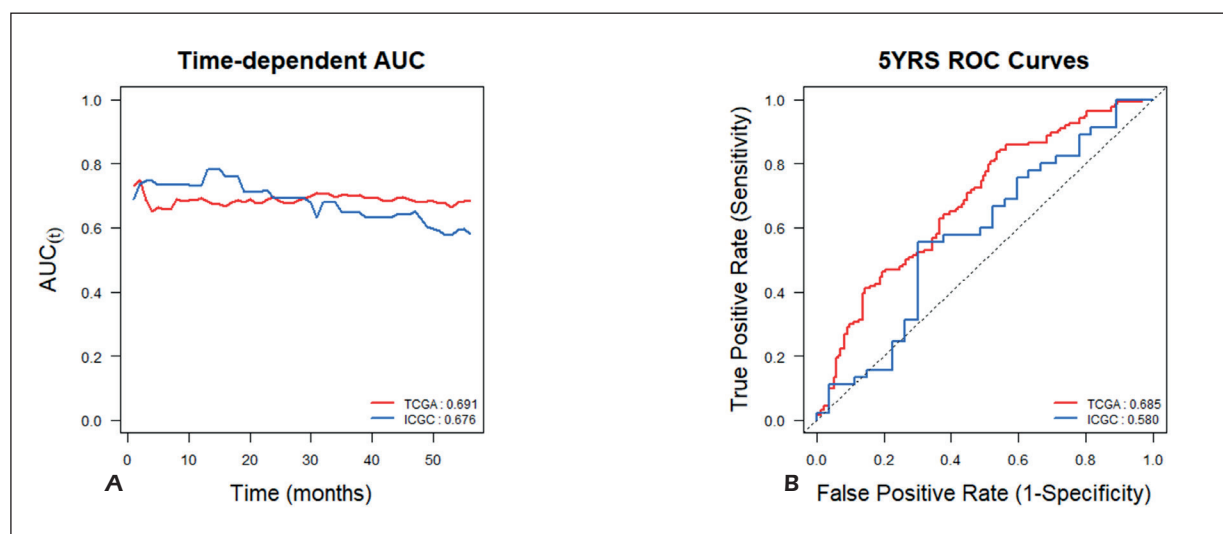 Time-dependent AUC
1.0
0.8
0.6
0.4
0.2
0.0
AUC(t)
TCGA : 0.691
ICGC : 0.676
0 10 20 30 40 50
A
Time (months)
5YRS ROC Curves
1.0
0.8
0.6
0.4
0.2
0.0
True Positive Rate (Sensitivity)
TCGA : 0.685
ICGC : 0.580
0.0 0.2 0.4 0.6 0.8 1.0
B
False Positive Rate (1-Specificity)